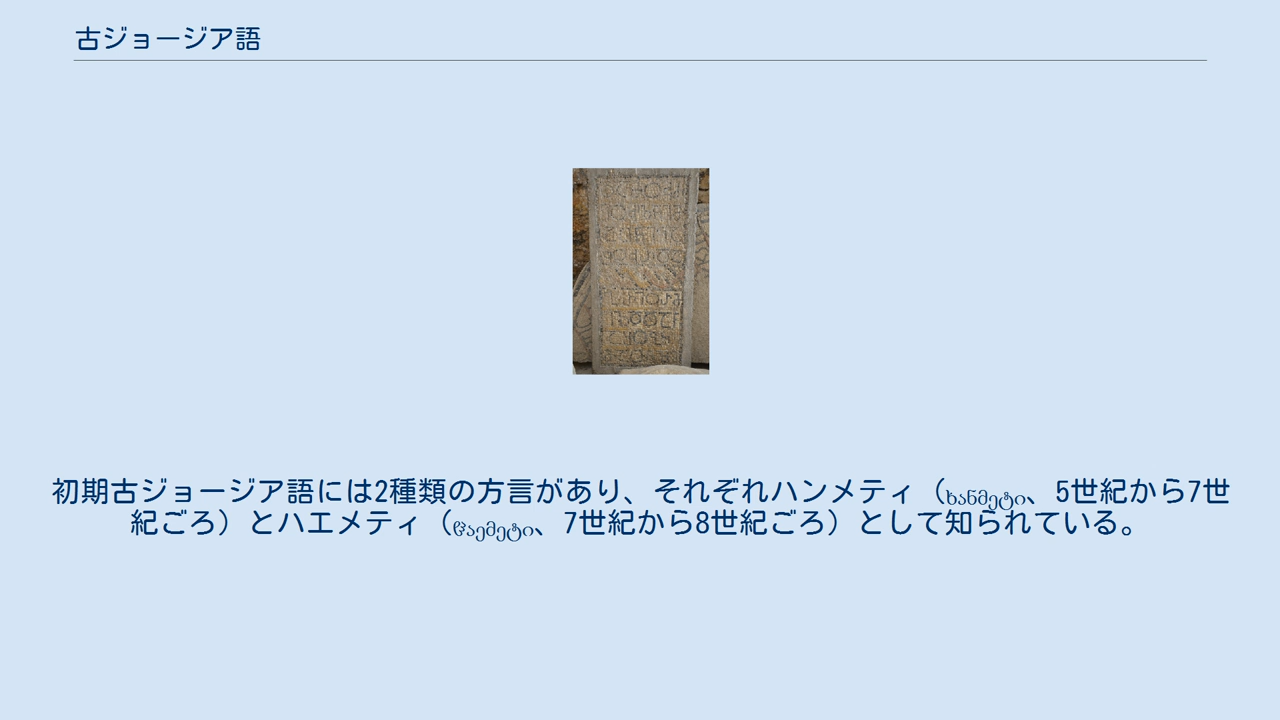 古ジョージア語
初期古ジョージア語には2種類の方言があり、それぞれハンメティ（ხანმეტი、5世紀から7世
紀ごろ）とハエメティ（ჰაემეტი、7世紀から8世紀ごろ）として知られている。